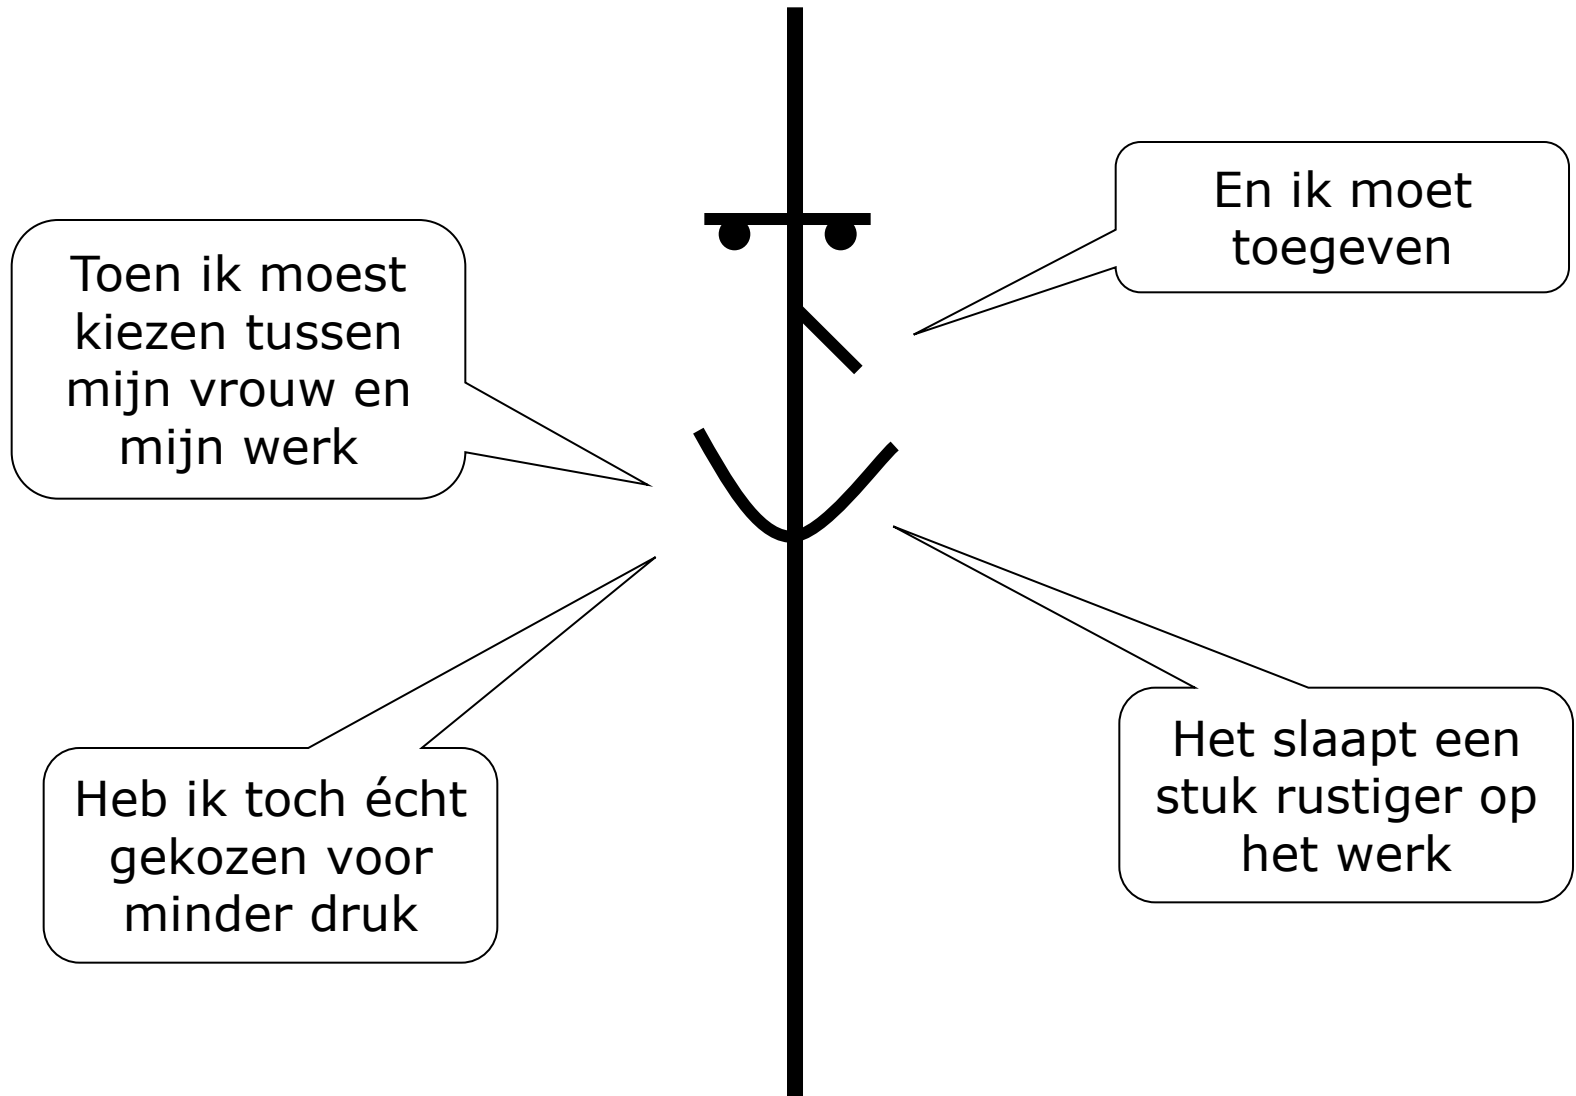 Toen ik moest
kiezen tussen
mijn vrouw en
mijn werk
Heb ik toch écht
gekozen voor
minder druk
En ik moet
toegeven
Het slaapt een
stuk rustiger op
het werk